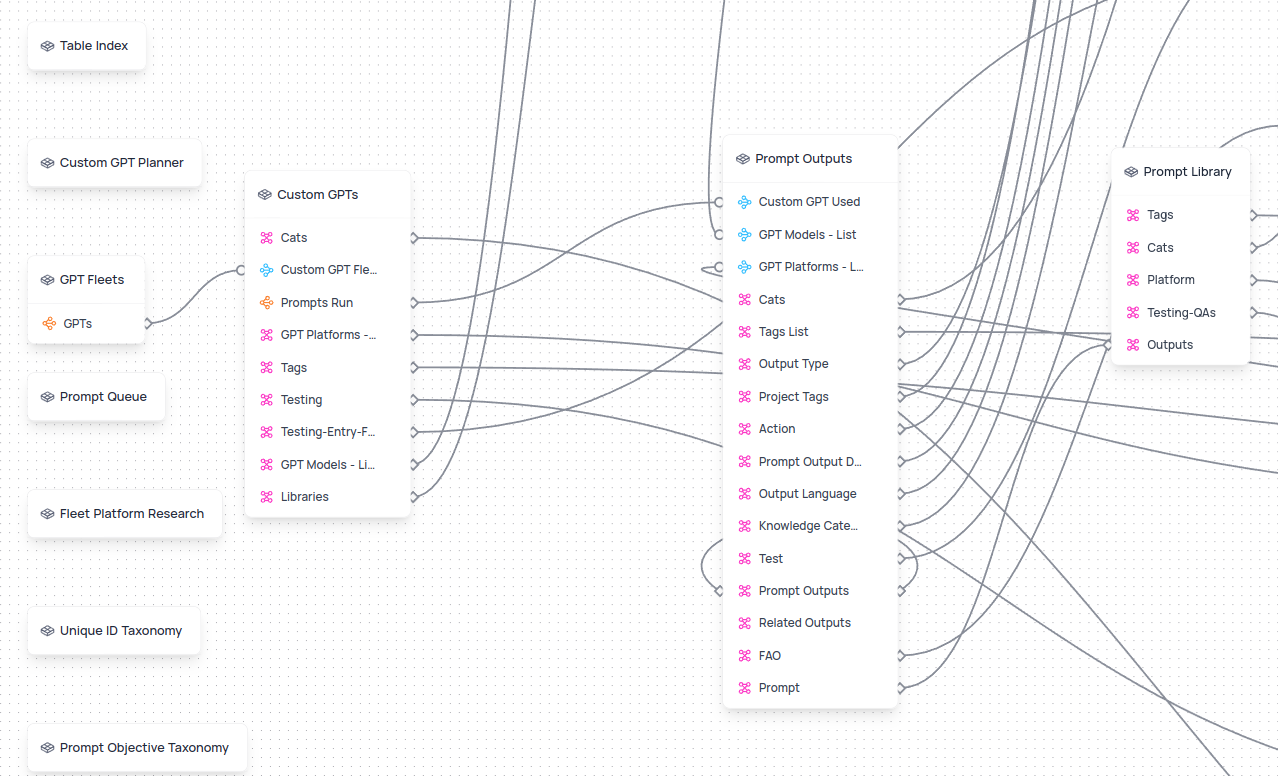 Table Index
Custom GPT Planner
GPT Fleets
GPTs
Prompt Queue
Fleet Platform Research
Unique ID Taxonomy
Prompt Objective Taxonomy
Custom GPTs
Cats
Custom GPT Fle...
Prompts Run
GPT Platforms -...
Tags
Testing
Testing-Entry-F...
GPT Models - Li...
Libraries
Prompt Outputs
Custom GPT Used
GPT Models - List
GPT Platforms - L...
Cats
Tags List
Output Type
Project Tags
Action
Prompt Output D...
Output Language
Knowledge Cate...
Test
Prompt Outputs
Related Outputs
FAO
Prompt
Prompt Library
Tags
Cats
Platform
Testing-QAs
Outputs